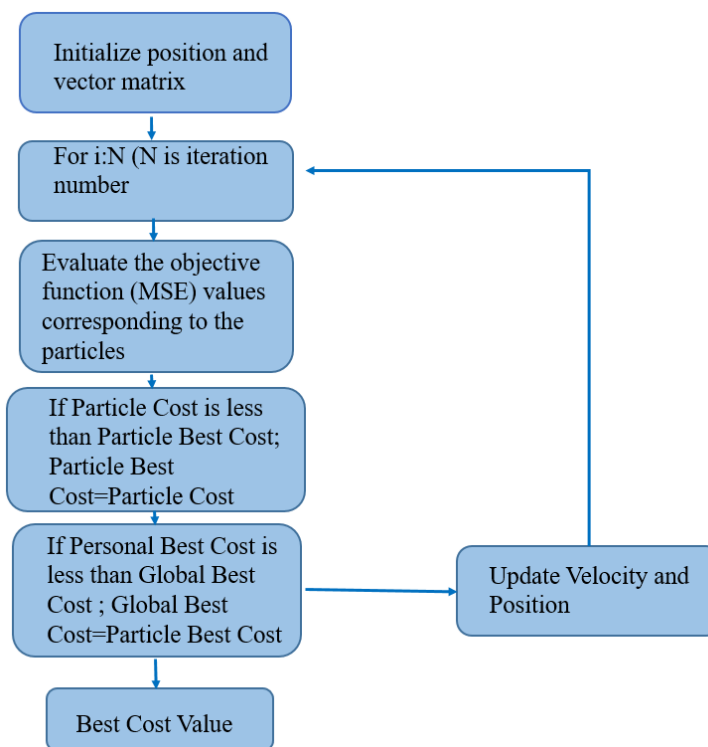 Initialize position and
vector matrix
For i:N (N is iteration
number
Evaluate the objective
function (MSE) values
corresponding to the
particles
If Particle Cost is less
than Particle Best Cost;
Particle Best
Cost=Particle Cost
If Personal Best Cost is
less than Global Best
Cost ; Global Best
Cost=Particle Best Cost
Update Velocity and
Position
Best Cost Value